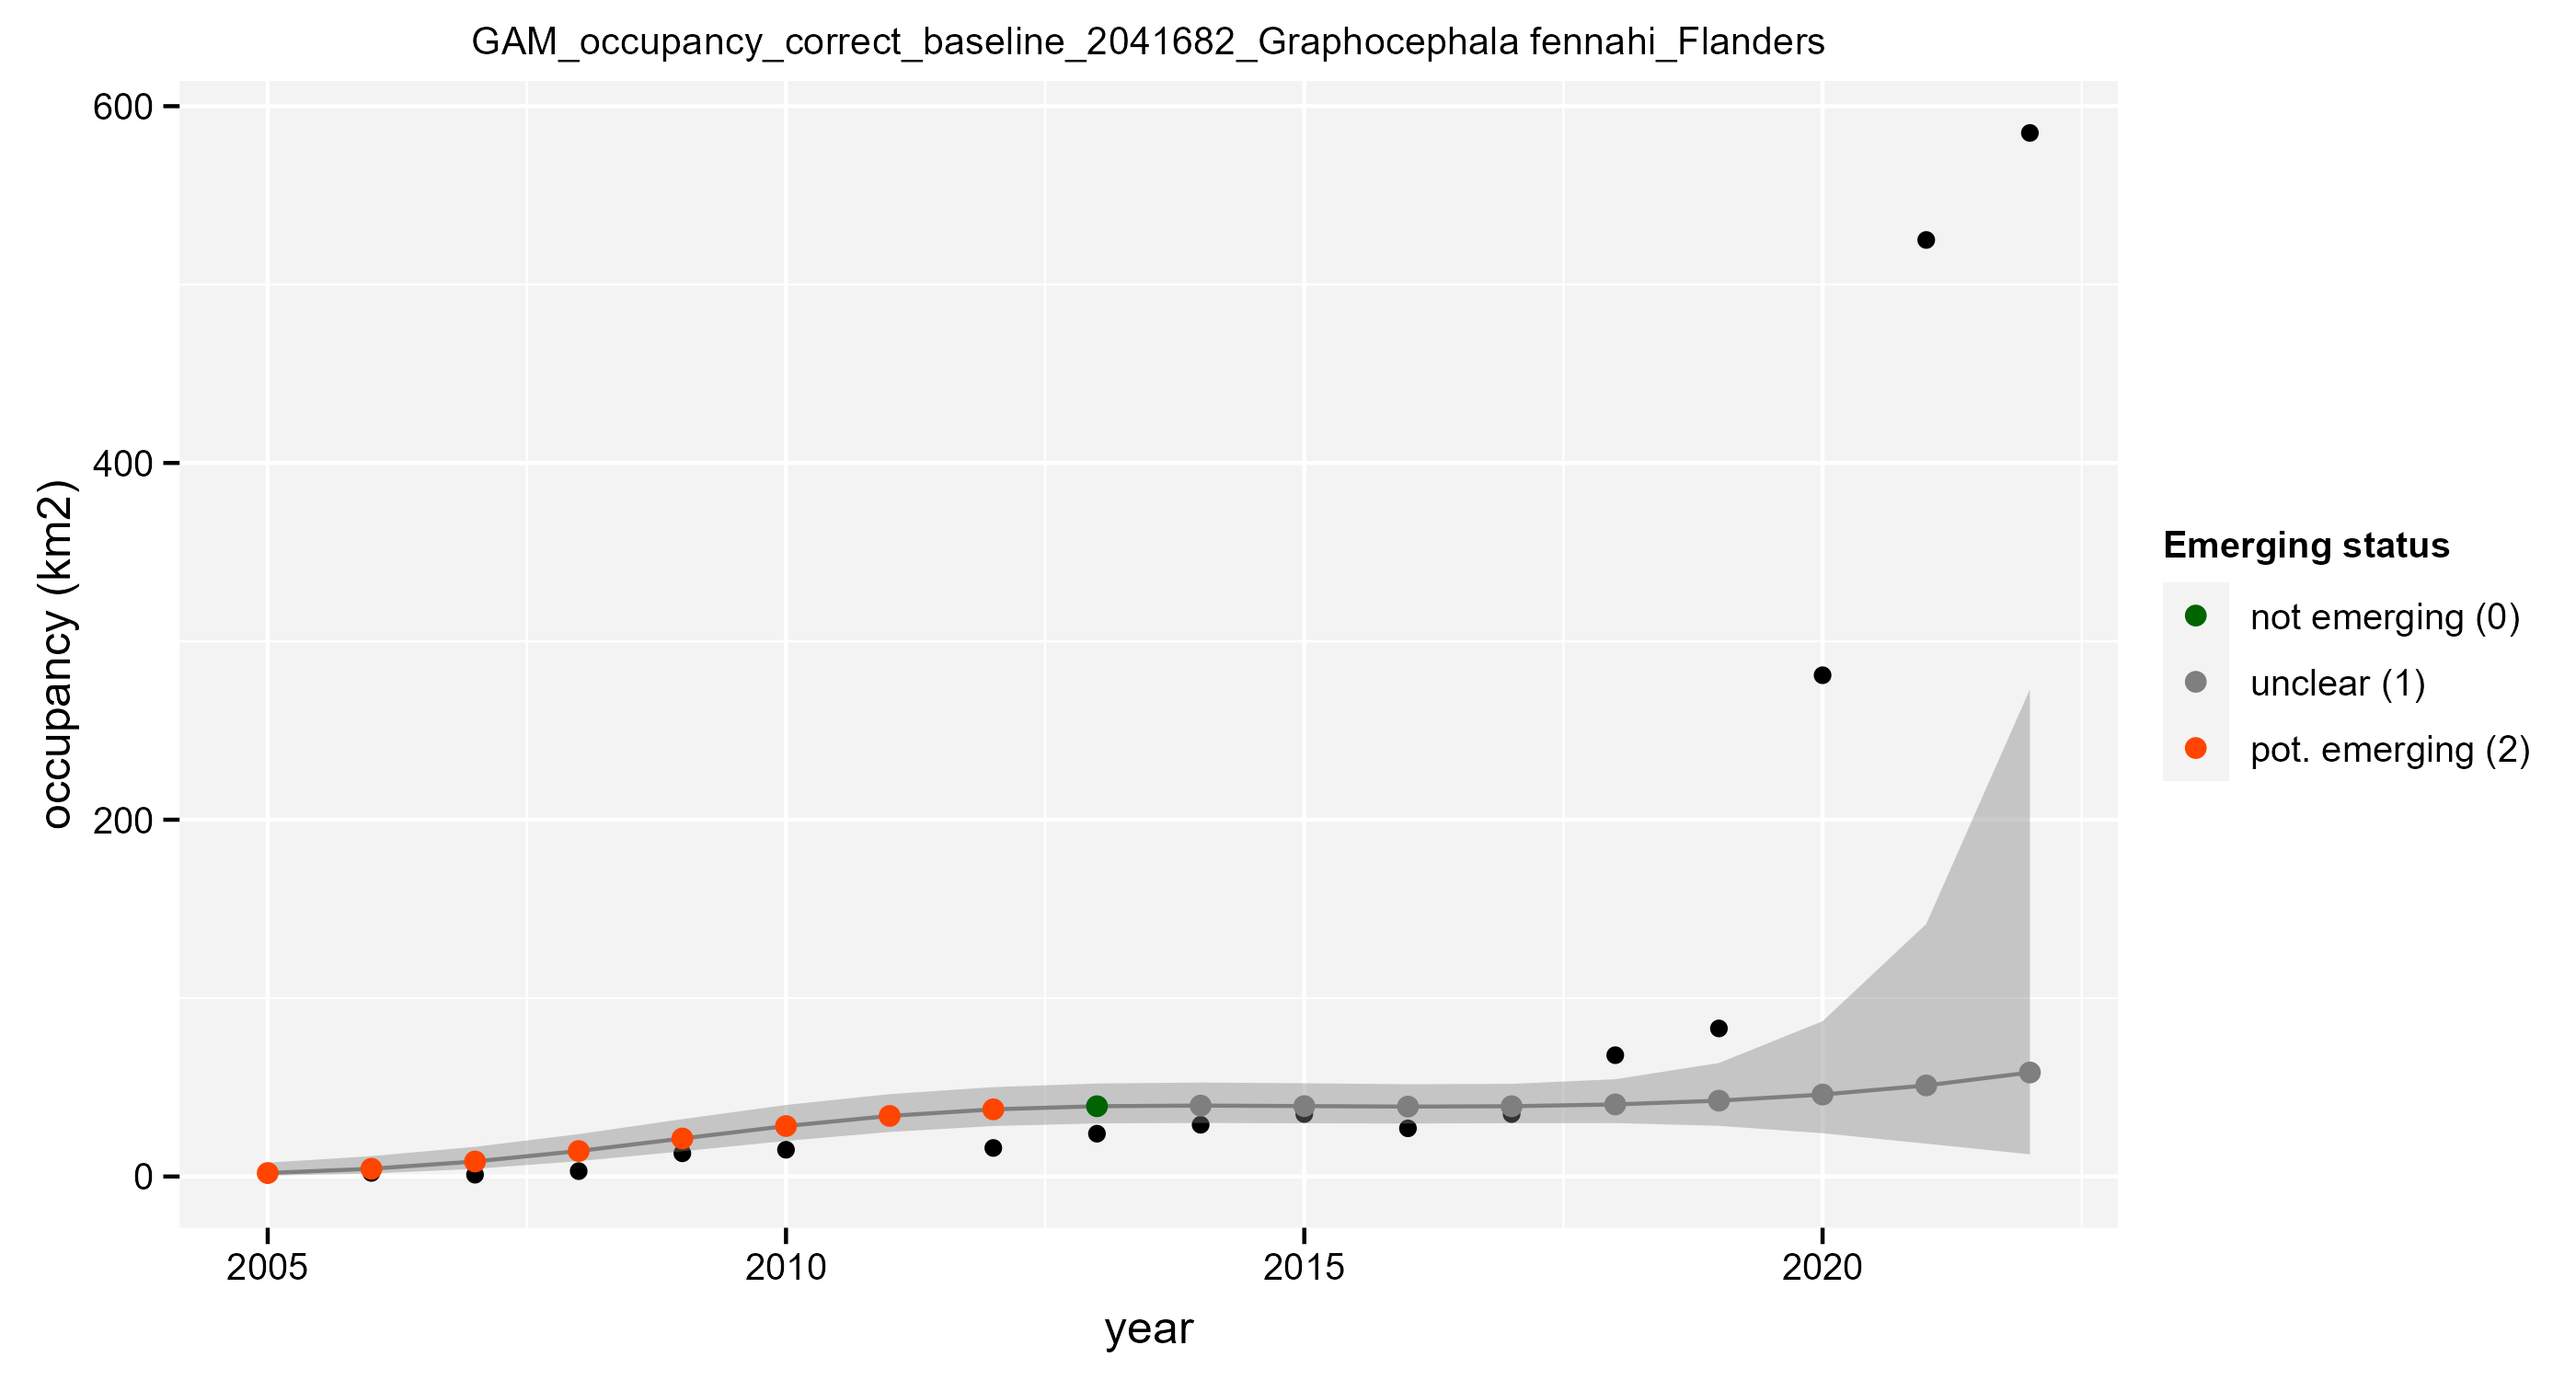 GAM_occupancy_correct_baseline_2041682_Graphocephala fennahi_Flanders
600
400
200
0
occupancy (km2)
2005
2010
2015
2020
year
Emerging status
not emerging (0)
unclear (1)
pot. emerging (2)